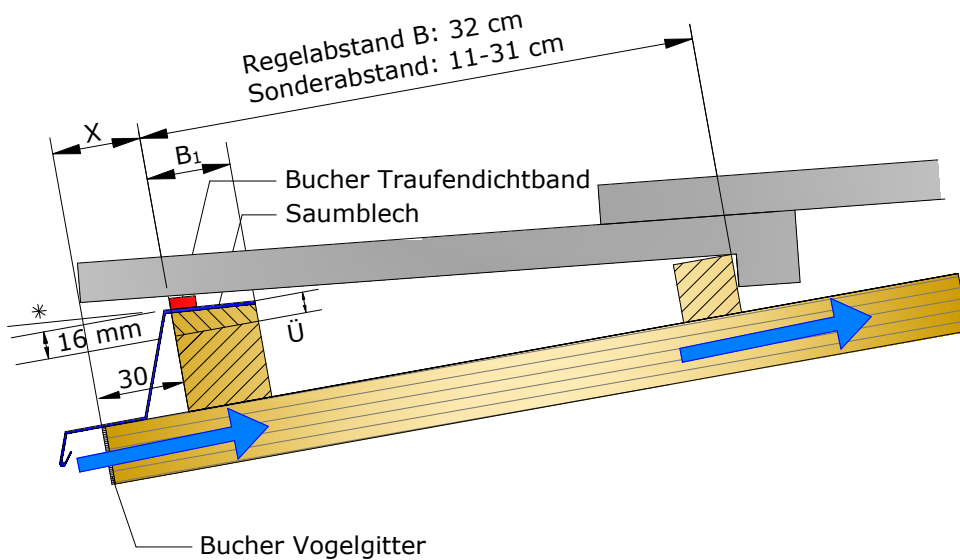 Regelabstand B: 32 cm
Sonderabstand: 11-31 cm
X
B₁
Bucher Traufendichtband
Saumblech
*
16 mm
Ü
30
Bucher Vogelgitter